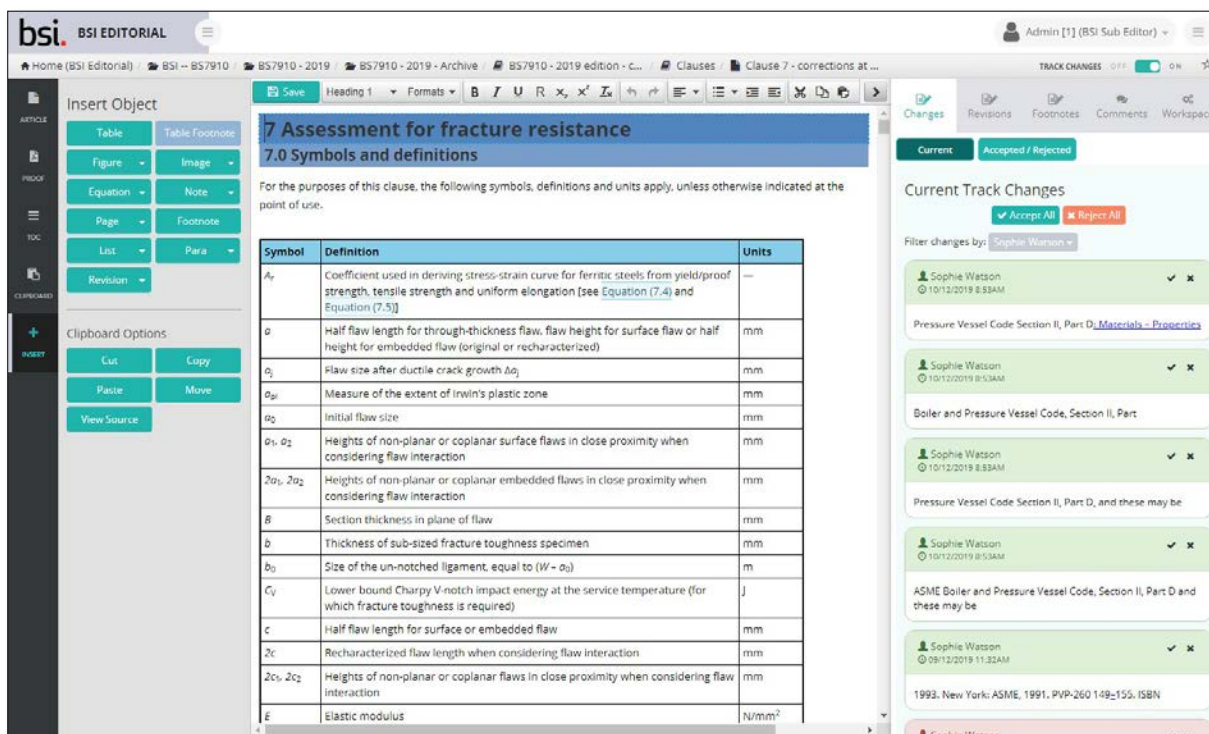 bsi. BSI EDITORIAL
Admin [1] (BSI Sub Editor)
Home (BSI Editorial) / BSI -- BS7910 / BS7910 - 2019 / BS7910 - 2019 - Archive / BS7910 - 2019 edition - c... / Clauses / Clause 7 - corrections at ...
TRACK CHANGES OFF ON
ARTICLE
PROOF
TOC
CLIPBOARD
INSERT
Insert Object
Table Table Footnote
Figure Image
Equation Note
Page Footnote
List Para
Revision
Clipboard Options
Cut Copy
Paste Move
View Source
Save Heading 1 Formats B I U R x, x' Ix
7 Assessment for fracture resistance
7.0 Symbols and definitions
For the purposes of this clause, the following symbols, definitions and units apply, unless otherwise indicated at the
point of use.
Symbol Definition Units
Coefficient used in deriving stress-strain curve for ferritic steels from yield/proof —
strength, tensile strength and uniform elongation [see Equation (7.4) and
Equation (7.5)]
a Half flaw length for through-thickness flaw, flaw height for surface flaw or half mm
height for embedded flaw (original or recharacterized)
aj Flaw size after ductile crack growth Δaj mm
Measure of the extent of Irwin's plastic zone mm
a0 Initial flaw size mm
a1, a2 Heights of non-planar or coplanar surface flaws in close proximity when mm
considering flaw interaction
2a1, 2a2 Heights of non-planar or coplanar embedded flaws in close proximity when mm
considering flaw interaction
B Section thickness in plane of flaw mm
b Thickness of sub-sized fracture toughness specimen mm
b0 Size of the un-notched ligament, equal to (W – a0) m
CV Lower bound Charpy V-notch impact energy at the service temperature (for J
which fracture toughness is required)
c Half flaw length for surface or embedded flaw mm
2c Recharacterized flaw length when considering flaw interaction mm
2c1, 2c2 Heights of non-planar or coplanar flaws in close proximity when considering flaw mm
interaction
E Elastic modulus N/mm²
Changes Revisions Footnotes Comments Workspac
Current Accepted / Rejected
Current Track Changes
Accept All Reject All
Filter changes by: Sophie Watson
Sophie Watson
10/12/2019 8:53AM
Pressure Vessel Code Section II, Part D: Materials – Properties
Sophie Watson
10/12/2019 8:53AM
Boiler and Pressure Vessel Code, Section II, Part
Sophie Watson
10/12/2019 8:53AM
Pressure Vessel Code Section II, Part D, and these may be
Sophie Watson
10/12/2019 8:53AM
ASME Boiler and Pressure Vessel Code, Section II, Part D and
these may be
Sophie Watson
09/12/2019 11:32AM
1993. New York: ASME, 1991. PVP-260 149–155. ISBN
Sophie Watson